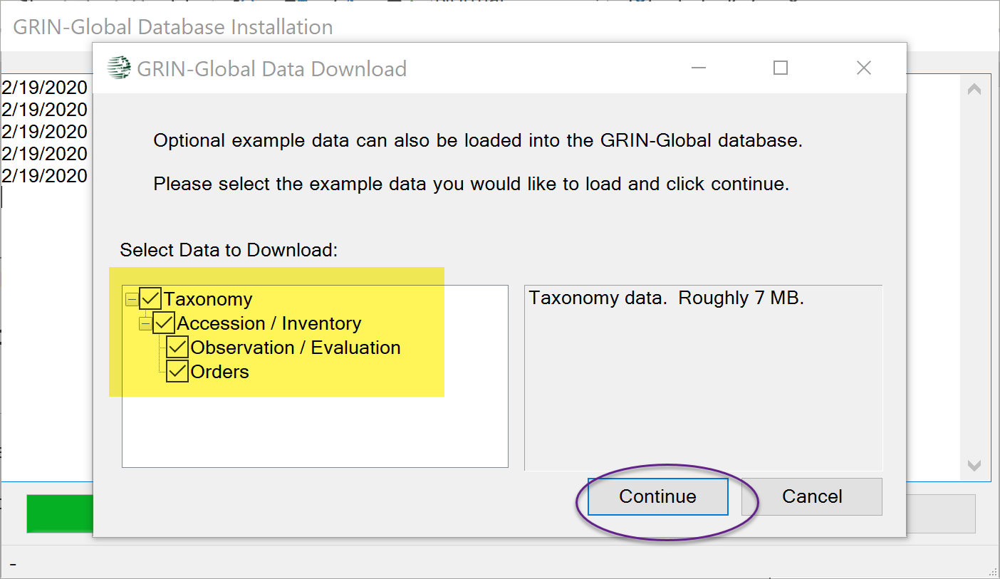 GRIN-Global Database Installation
GRIN-Global Data Download
2/19/2020
2/19/2020
2/19/2020
2/19/2020
2/19/2020
Optional example data can also be loaded into the GRIN-Global database.
Please select the example data you would like to load and click continue.
Select Data to Download:
Taxonomy
Accession / Inventory
Observation / Evaluation
Orders
Taxonomy data.  Roughly 7 MB.
Continue
Cancel
-